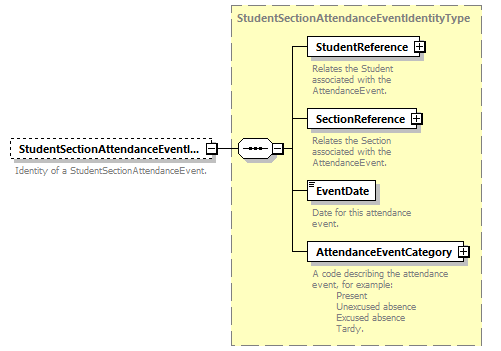 StudentSectionAttendanceEventIdentityType
StudentReference
Relates the Student
associated with the
AttendanceEvent.
SectionReference
Relates the Section
associated with the
AttendanceEvent.
StudentSectionAttendanceEventI...
Identity of a StudentSectionAttendanceEvent.
EventDate
Date for this attendance
event.
AttendanceEventCategory
A code describing the attendance
event, for example:
Present
Unexcused absence
Excused absence
Tardy.